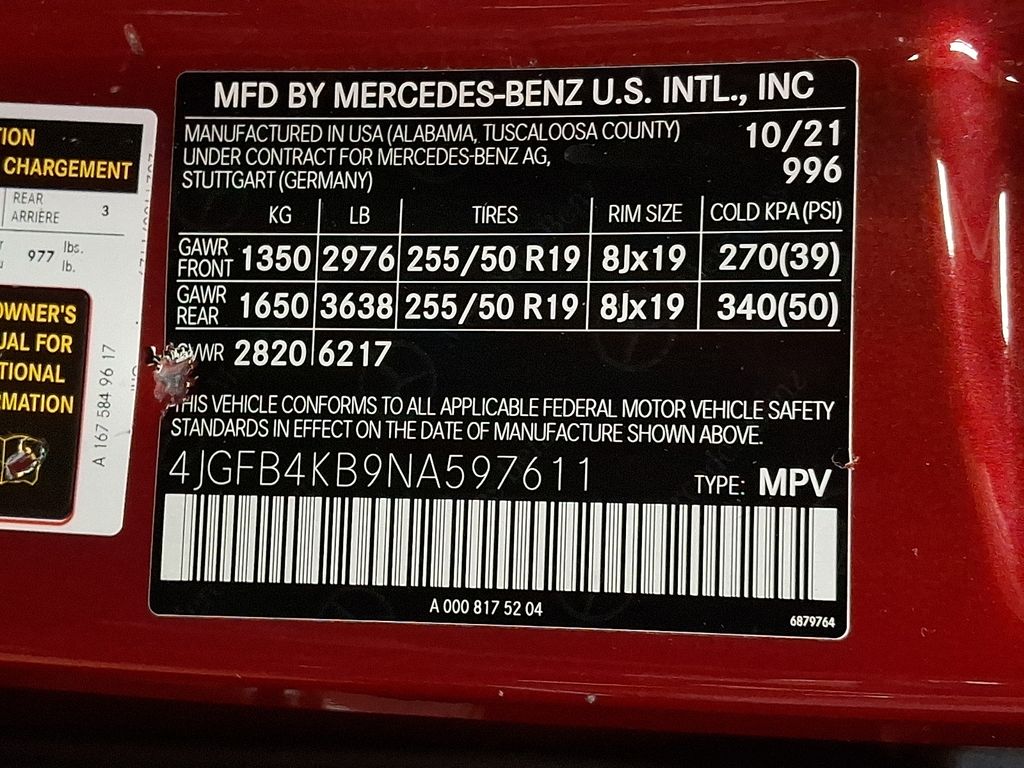 MFD BY MERCEDES-BENZ U.S. INTL., INC
MANUFACTURED IN USA (ALABAMA, TUSCALOOSA COUNTY) 10/21
UNDER CONTRACT FOR MERCEDES-BENZ AG, 996
STUTTGART (GERMANY)
KG LB TIRES RIM SIZE COLD KPA (PSI)
GAWR FRONT 1350 2976 255/50 R19 8Jx19 270(39)
GAWR REAR 1650 3638 255/50 R19 8Jx19 340(50)
GVWR 2820 6217
THIS VEHICLE CONFORMS TO ALL APPLICABLE FEDERAL MOTOR VEHICLE SAFETY
STANDARDS IN EFFECT ON THE DATE OF MANUFACTURE SHOWN ABOVE.
4JGFB4KB9NA597611 TYPE: MPV
A 000 817 52 04
6879764
TION
CHARGEMENT
REAR
ARRIÈRE 3
977 lbs.
lb.
OWNER'S
UAL FOR
TIONAL
RMATION
A 167 584 96 17